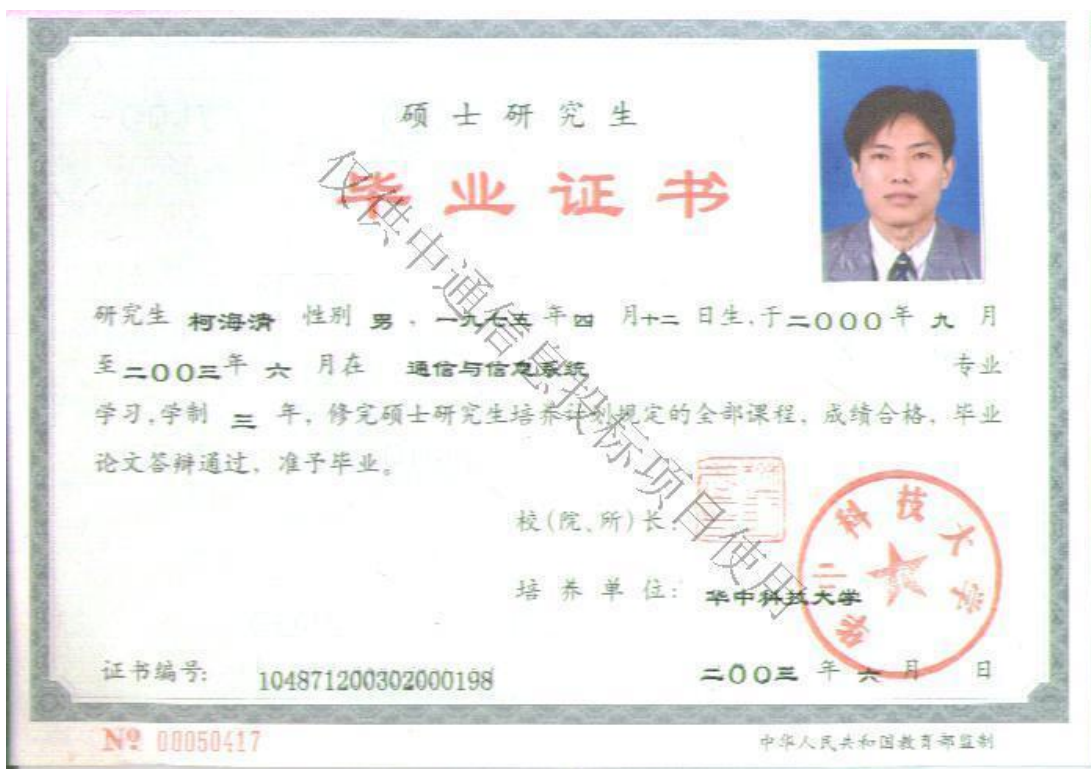 硕士研究生
毕业证书
研究生 柯海清 性别 男，一九七五年四 月十二 日生,于二000年 九 月
至二00三年 六 月在 通信与信息系统 专业
学习,学制 三 年，修完硕士研究生培养计划规定的全部课程，成绩合格，毕业
论文答辩通过，准予毕业。
校(院、所)长:
培养单位: 华中科技大学
华中科技大学
证书编号: 104871200302000198
二00三 年 六 月 日
№ 00050417
中华人民共和国教育部监制
仅供中通信息投标项目使用